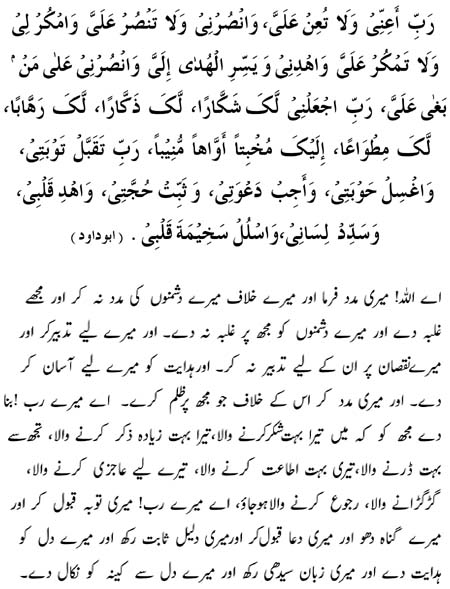 رَبِّ أَعِنِّیْ وَلَا تُعِنْ عَلَیَّ، وَانْصُرْنِیْ وَلَا تَنْصُرْ عَلَیَّ وَامْکُرْ لِیْ
وَلَا تَمْکُرْ عَلَیَّ وَاهْدِنِیْ وَیَسِّرِ الْهُدٰی إِلَیَّ وَانْصُرْنِیْ عَلٰی مَنْ ۢ
بَغٰی عَلَیَّ، رَبِّ اجْعَلْنِیْ لَکَ شَکَّارًا، لَکَ ذَکَّارًا، لَکَ رَهَّابًا،
لَکَ مِطْوَاعًا، إِلَیْکَ مُخْبِتاً أَوَّاهاً مُّنِیْباً، رَبِّ تَقَبَّلْ تَوْبَتِیْ،
وَاغْسِلْ حَوْبَتِیْ، وَأَجِبْ دَعْوَتِیْ، وَثَبِّتْ حُجَّتِیْ، وَاهْدِ قَلْبِیْ،
وَسَدِّدْ لِسَانِیْ،وَاسْلُلْ سَخِیْمَةَ قَلْبِیْ . (ابوداود)
اے اللہ! میری مدد فرما اور میرے خلاف میرے دشمنوں کی مدد نہ کر اور مجھے
غلبہ دے اور میرے دشمنوں کو مجھ پر غلبہ نہ دے۔ اور میرے لیے تدبیرکر اور
میرےنقصان پر ان کے لیے تدبیر نہ کر۔ اورہدایت کو میرے لیے آسان کر
دے۔ اور میری مدد کر اس کے خلاف جو مجھ پرظلم کرے۔ اے میرے رب !بنا
دے مجھ کو کہ میں تیرا بہت شکرکرنے والا،تیرا بہت زیادہ ذکر کرنے والا، تجھ سے
بہت ڈرنے والا،تیری بہت اطاعت کرنے والا، تیرے لیے عاجزی کرنے والا،
گڑگڑانے والا، رجوع کرنے والاہوجاؤ، اے میرے رب! میری توبہ قبول کر اور
میرے گناہ دھو اور میری دعا قبول کر اورمیری دلیل ثابت رکھ اور میرے دل کو
ہدایت دے اور میری زبان سیدھی رکھ اور میرے دل سے کینہ کو نکال دے۔